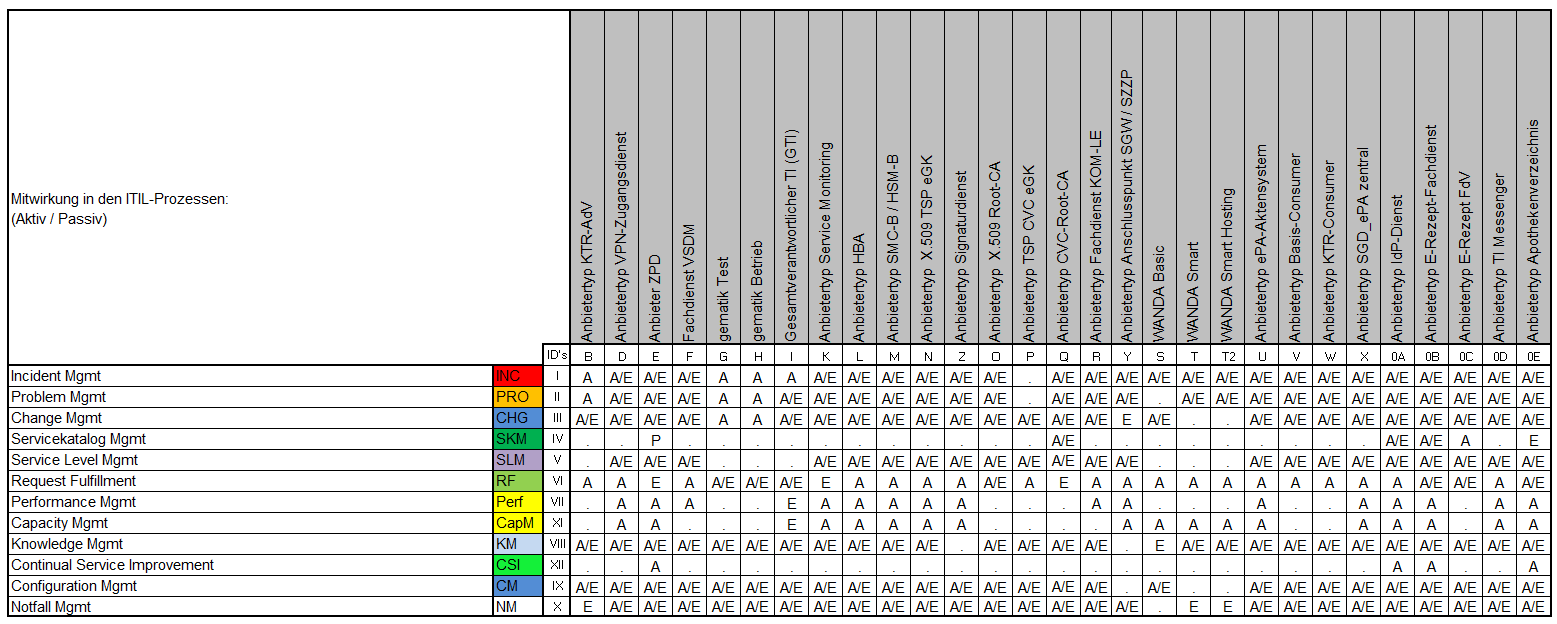 Mitwirkung in den ITIL-Prozessen:
(Aktiv / Passiv)
Anbietertyp KTR-AdV
Anbietertyp VPN-Zugangsdienst
Anbieter ZPD
Fachdienst VSDM
gematik Test
gematik Betrieb
Gesamtverantwortlicher TI (GTI)
Anbietertyp Service Monitoring
Anbietertyp HBA
Anbietertyp SMC-B / HSM-B
Anbietertyp X.509 TSP eGK
Anbietertyp Signaturdienst
Anbietertyp X.509 Root-CA
Anbietertyp TSP CVC eGK
Anbietertyp CVC-Root-CA
Anbietertyp Fachdienst KOM-LE
Anbietertyp Anschlusspunkt SGW / SZZP
WANDA Basic
WANDA Smart
WANDA Smart Hosting
Anbietertyp ePA-Aktensystem
Anbietertyp Basis-Consumer
Anbietertyp KTR-Consumer
Anbietertyp SGD_ePA zentral
Anbietertyp IdP-Dienst
Anbietertyp E-Rezept-Fachdienst
Anbietertyp E-Rezept FdV
Anbietertyp TI Messenger
Anbietertyp Apothekenverzeichnis
ID's B D E F G H I K L M N Z O P Q R Y S T T2 U V W X 0A 0B 0C 0D 0E
Incident Mgmt INC I A A/E A/E A/E A A A A/E A/E A/E A/E A/E A/E . A/E A/E A/E A/E A/E A/E A/E A/E A/E A/E A/E A/E A/E A/E A/E
Problem Mgmt PRO II A A/E A/E A/E A A A/E A/E A/E A/E A/E A/E A/E . A/E A/E A/E . A/E A/E A/E A/E A/E A/E A/E A/E A/E A/E A/E
Change Mgmt CHG III A/E A/E A/E A/E A A A/E A/E A/E A/E A/E A/E A/E A/E A/E A/E E A/E . . A/E A/E A/E A/E A/E A/E A/E A/E A/E
Servicekatalog Mgmt SKM IV . . P . . . . . . . . . . . A/E . . . . . . . . . A/E A/E A . E
Service Level Mgmt SLM V . A/E A/E A/E . . . A/E A/E A/E A/E A/E A/E A/E A/E A/E A/E . . . A/E A/E A/E A/E A/E A/E A/E A/E A/E
Request Fulfillment RF VI A A E A A/E A/E A/E E A A A A A/E A E A A A A A A A A A A A/E A/E A/E A/E
Performance Mgmt Perf VII . A A A . . E A A A A A . . . A A . . . A . . A A A . A A
Capacity Mgmt CapM XI . A A . . . E A A A A A . . . . A A A A A . . A A A . A A
Knowledge Mgmt KM VIII A/E A/E A/E A/E A/E A/E A/E A/E A/E A/E A/E . A/E A/E A/E A/E . E A/E A/E A/E A/E A/E A/E A/E A/E A/E A/E A/E
Continual Service Improvement CSI XII . . A . . . . . . . . . . . . . . . . . . . . . A A . . A
Configuration Mgmt CM IX A/E A/E A/E A/E A/E A/E A/E A/E A/E A/E A/E A/E A/E A/E A/E A/E . A/E . . A/E A/E A/E A/E A/E A/E A/E A/E A/E
Notfall Mgmt NM X E A/E A/E A/E A/E A/E A/E A/E A/E A/E A/E A/E A/E A/E A/E A/E A/E . E E A/E A/E A/E A/E A/E A/E A/E A/E A/E